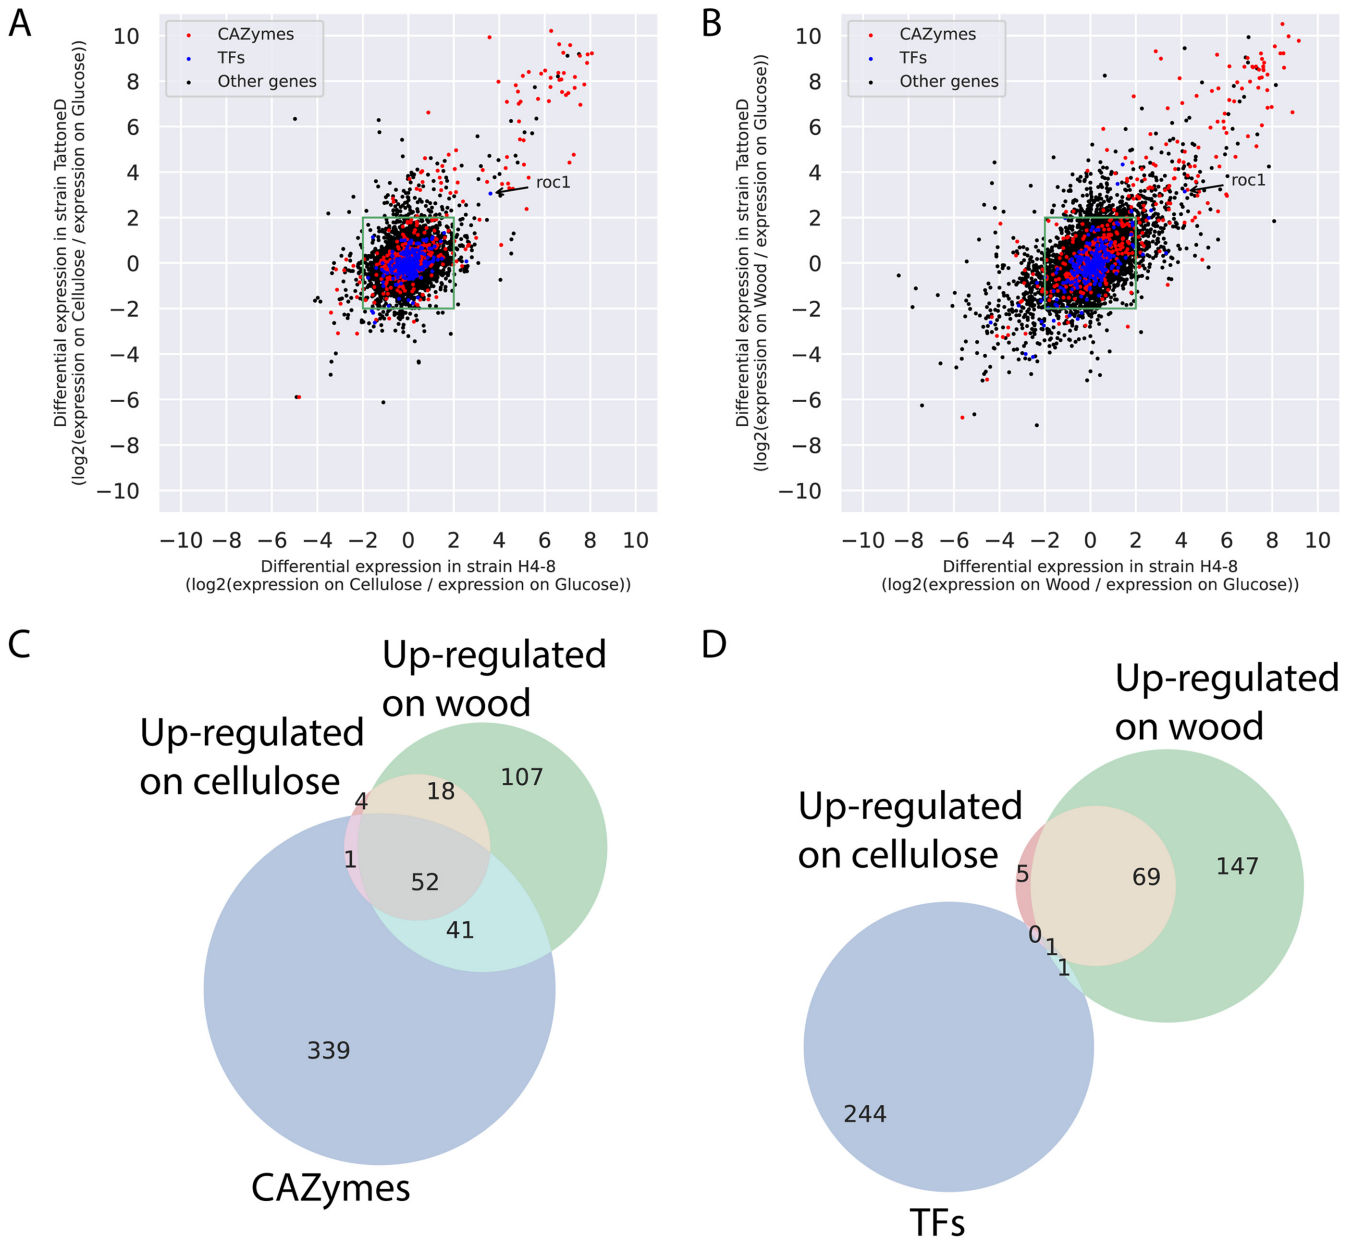 A
Differential expression in strain TattoneD
(log2(expression on Cellulose / expression on Glucose))
10
8
6
4
2
0
−2
−4
−6
−8
−10
CAZymes
TFs
Other genes
roc1
−10 −8 −6 −4 −2 0 2 4 6 8 10
Differential expression in strain H4-8
(log2(expression on Cellulose / expression on Glucose))
B
Differential expression in strain TattoneD
(log2(expression on Wood / expression on Glucose))
10
8
6
4
2
0
−2
−4
−6
−8
−10
CAZymes
TFs
Other genes
roc1
−10 −8 −6 −4 −2 0 2 4 6 8 10
Differential expression in strain H4-8
(log2(expression on Wood / expression on Glucose))
C
Up-regulated
on wood
Up-regulated
on cellulose
107
18
4
1
52
41
339
CAZymes
D
Up-regulated
on wood
Up-regulated
on cellulose
147
69
5
0
1
1
244
TFs